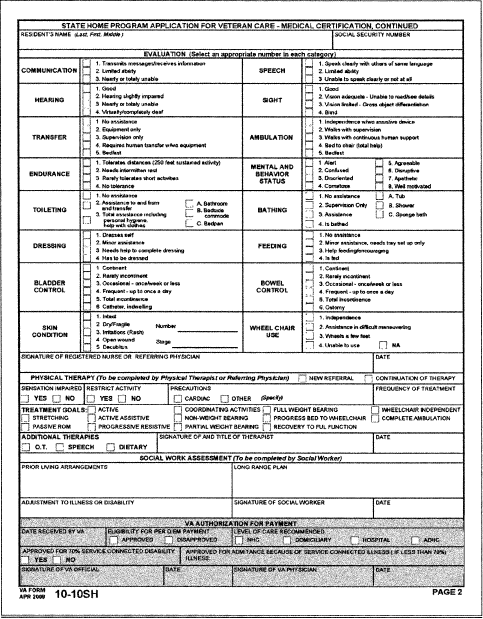 STATE HOME PROGRAM APPLICATION FOR VETERAN CARE - MEDICAL CERTIFICATION, CONTINUED
RESIDENT'S NAME (Last, First, Middle)
SOCIAL SECURITY NUMBER
EVALUATION (Select an appropriate number in each category)
COMMUNICATION
1. Transmits messages/receives information
2. Limited ability
3. Nearly or totally unable
SPEECH
1. Speak clearly with others of same language
2. Limited ability
3. Unable to speak clearly or not at all
HEARING
1. Good
2. Hearing slightly impaired
3. Nearly or totally unable
4. Virtually/completely deaf
SIGHT
1. Good
2. Vision adequate - Unable to read/see details
3. Vision limited - Gross object differentiation
4. Blind
TRANSFER
1. No assistance
2. Equipment only
3. Supervision only
4. Requires human transfer w/wo equipment
5. Bedfast
AMBULATION
1. Independence w/wo assistive device
2. Walks with supervision
3. Walks with continuous human support
4. Bed to chair (total help)
5. Bedfast
ENDURANCE
1. Tolerates distances (250 feet sustained activity)
2. Needs intermittent rest
3. Rarely tolerates short activities
4. No tolerance
MENTAL AND BEHAVIOR STATUS
1. Alert
2. Confused
3. Disoriented
4. Comatose
5. Agreeable
6. Disruptive
7. Apathetic
8. Well motivated
TOILETING
1. No assistance
2. Assistance to and from and transfer
3. Total assistance including personal hygiene, help with clothes
A. Bathroom
B. Bedside commode
C. Bedpan
BATHING
1. No assistance
2. Supervision Only
3. Assistance
4. Is bathed
A. Tub
B. Shower
C. Sponge bath
DRESSING
1. Dresses self
2. Minor assistance
3. Needs help to complete dressing
4. Has to be dressed
FEEDING
1. No assistance
2. Minor assistance, needs tray set up only
3. Help feeding/encouraging
4. Is fed
BLADDER CONTROL
1. Continent
2. Rarely incontinent
3. Occasional - once/week or less
4. Frequent - up to once a day
5. Total incontinence
6. Catheter, indwelling
BOWEL CONTROL
1. Continent
2. Rarely incontinent
3. Occasional - once/week or less
4. Frequent - up to once a day
5. Total incontinence
6. Ostomy
SKIN CONDITION
1. Intact
2. Dry/Fragile
3. Irritations (Rash)
4. Open wound
5. Decubitus
Number
Stage
WHEEL CHAIR USE
1. Independence
2. Assistance in difficult maneuvering
3. Wheels a few feet
4. Unable to use
NA
SIGNATURE OF REGISTERED NURSE OR REFERRING PHYSICIAN
DATE
PHYSICAL THERAPY (To be completed by Physical Therapist or Referring Physician)
NEW REFERRAL
CONTINUATION OF THERAPY
SENSATION IMPAIRED
YES NO
RESTRICT ACTIVITY
YES NO
PRECAUTIONS
CARDIAC OTHER (Specify)
FREQUENCY OF TREATMENT
TREATMENT GOALS:
STRETCHING
PASSIVE ROM
ACTIVE
ACTIVE ASSISTIVE
PROGRESSIVE RESISTIVE
COORDINATING ACTIVITIES
NON-WEIGHT BEARING
PARTIAL WEIGHT BEARING
FULL WEIGHT BEARING
PROGRESS BED TO WHEELCHAIR
RECOVERY TO FUL FUNCTION
WHEELCHAIR INDEPENDENT
COMPLETE AMBULATION
ADDITIONAL THERAPIES
O.T. SPEECH DIETARY
SIGNATURE OF AND TITLE OF THERAPIST
DATE
SOCIAL WORK ASSESSMENT (To be completed by Social Worker)
PRIOR LIVING ARRANGEMENTS
LONG RANGE PLAN
ADJUSTMENT TO ILLNESS OR DISABILITY
SIGNATURE OF SOCIAL WORKER
DATE
VA AUTHORIZATION FOR PAYMENT
DATE RECEIVED BY VA
ELIGIBILITY FOR PER DIEM PAYMENT
APPROVED DISAPPROVED
LEVEL OF CARE RECOMMENDED
NHC DOMICILIARY HOSPITAL ADHC
APPROVED FOR 70% SERVICE CONNECTED DISABILITY
YES NO
APPROVED FOR ADMITANCE BECAUSE OF SERVICE CONNECTED ILLNESS (IF LESS THAN 70%)
ILLNESS:
SIGNATURE OF VA OFFICIAL
DATE
SIGNATURE OF VA PHYSICIAN
DATE
VA FORM
APR 2009
10-10SH
PAGE 2